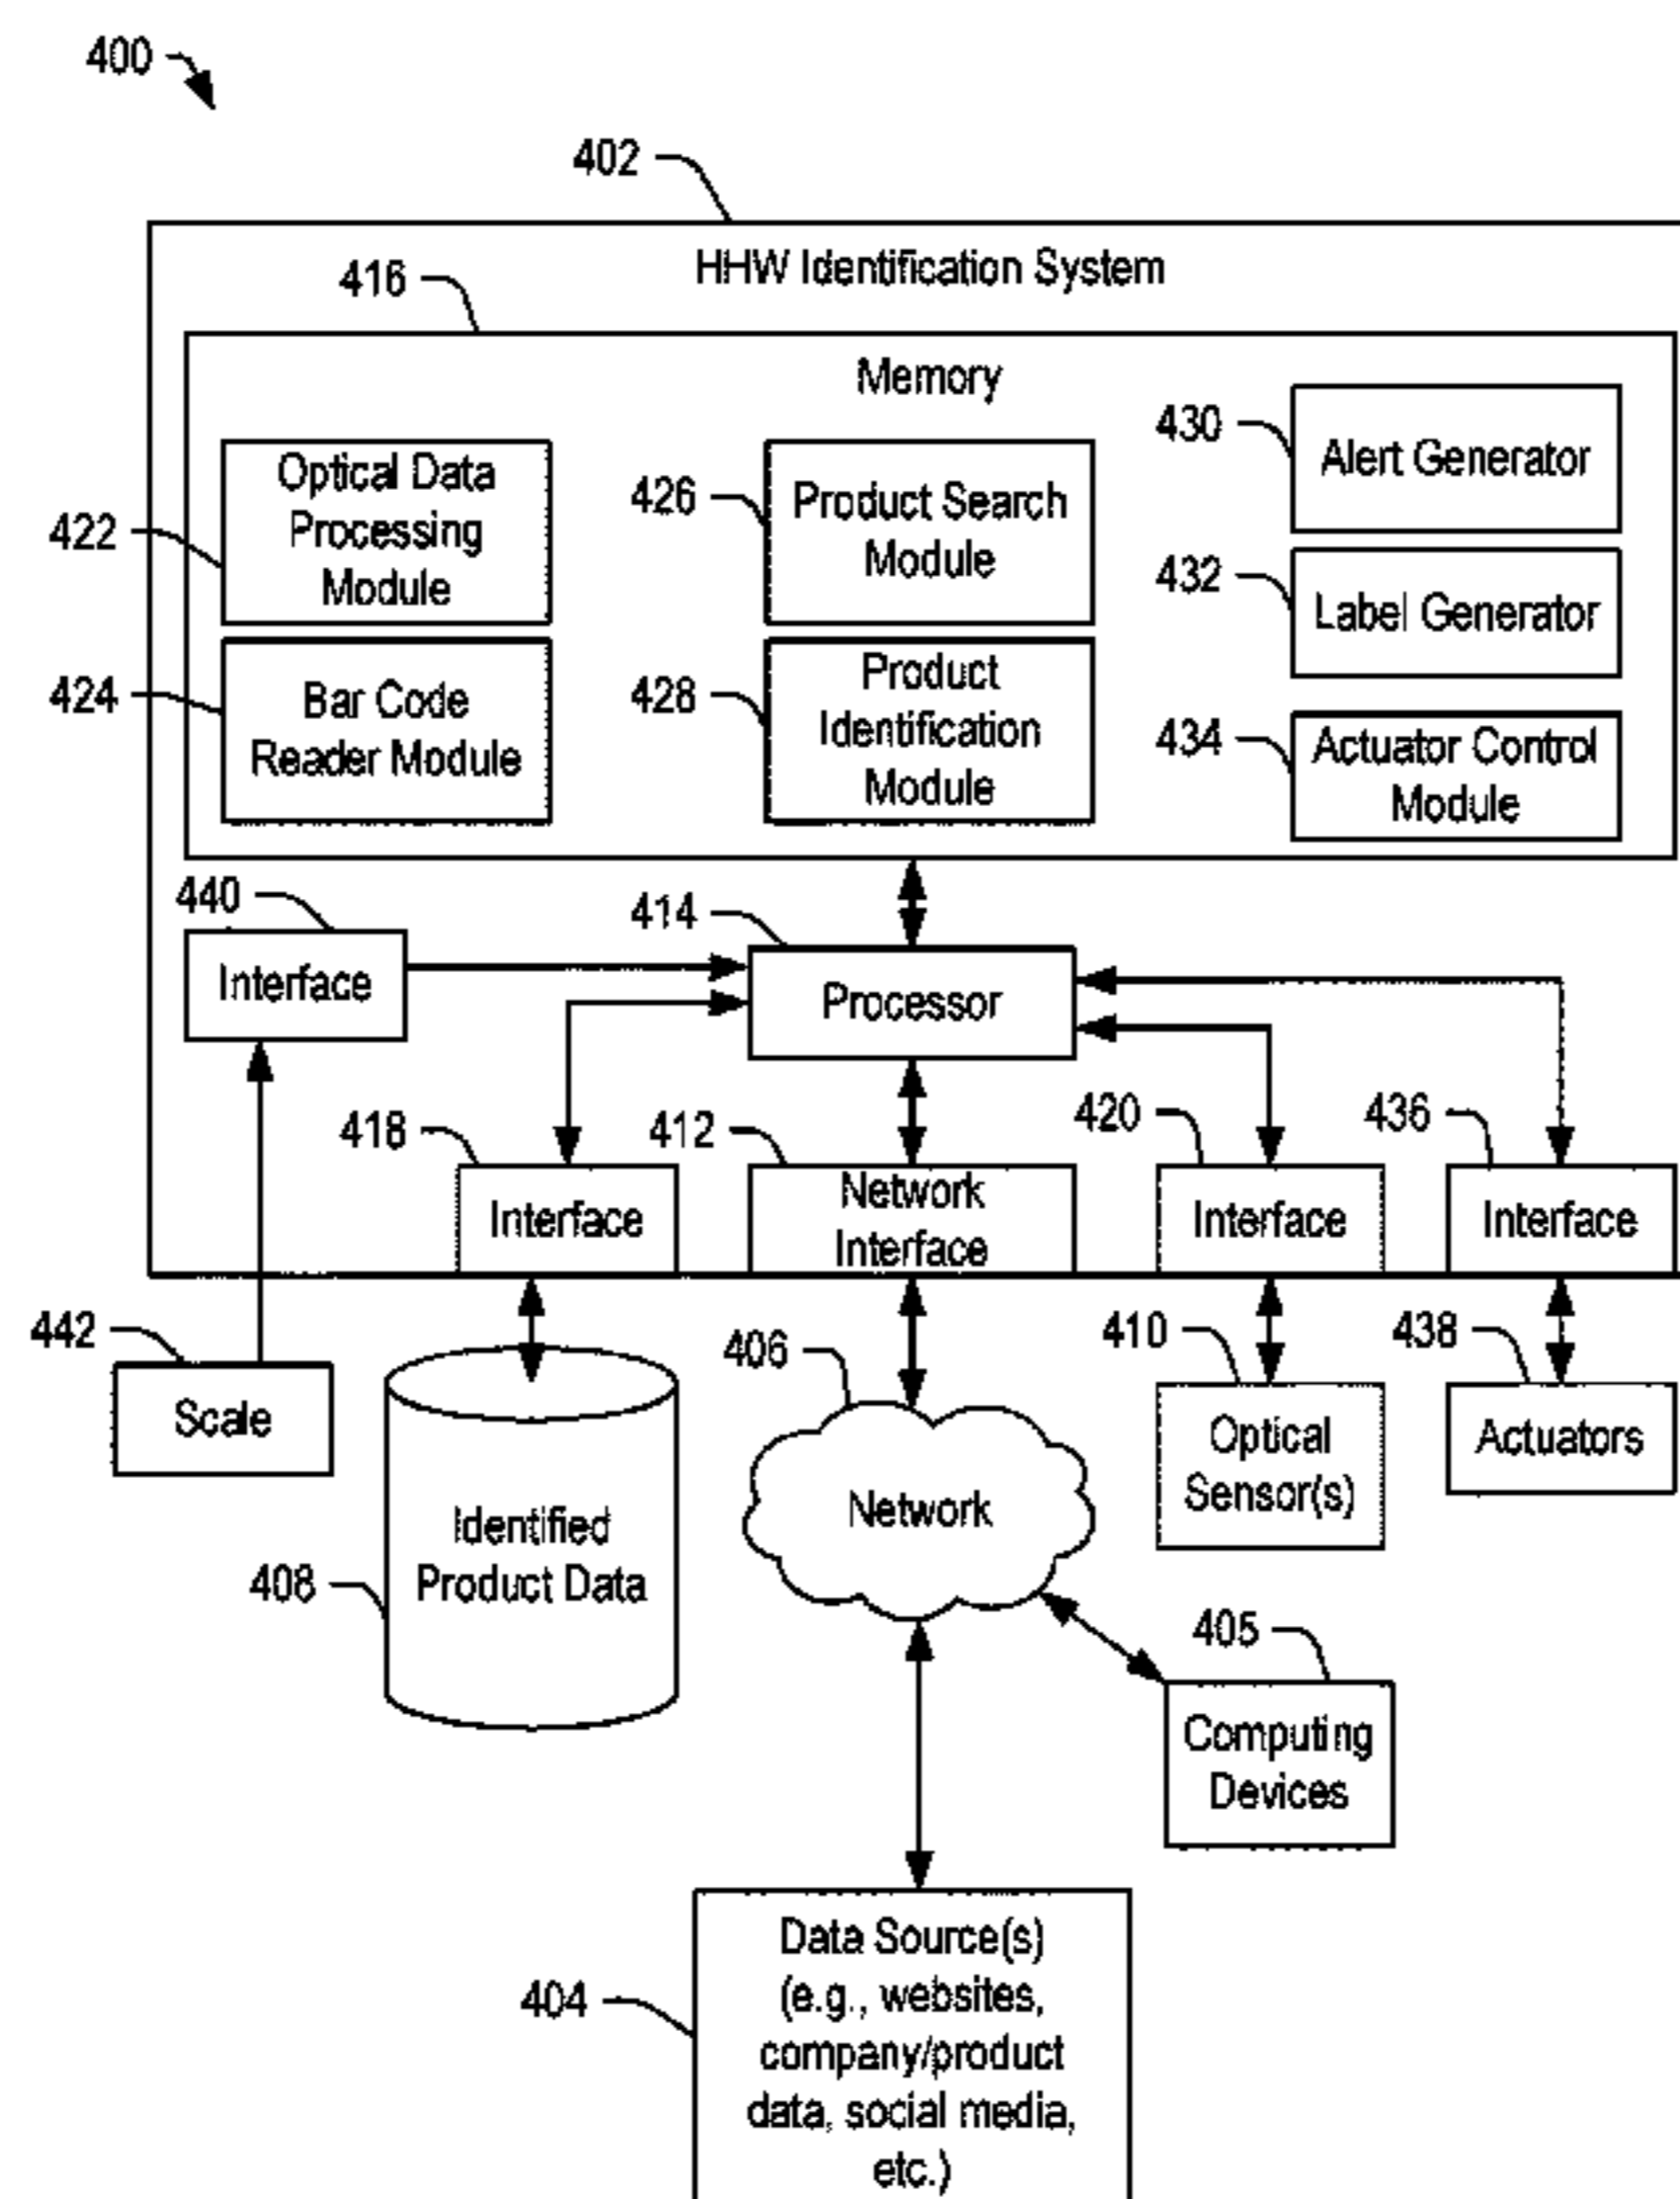 400
402
HHW Identification System
416
Memory
430
Alert Generator
Optical Data
Processing
Module
422
426
Product Search
Module
432
Label Generator
424
Bar Code
Reader Module
428
Product
Identification
Module
434
Actuator Control
Module
440
Interface
414
Processor
418
Interface
412
Network
Interface
420
Interface
436
Interface
442
Scale
408
Identified
Product Data
406
Network
410
Optical
Sensor(s)
438
Actuators
405
Computing
Devices
404
Data Source(s)
(e.g., websites,
company/product
data, social media,
etc.)